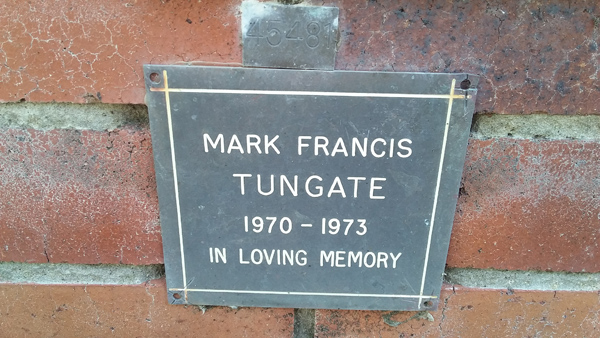 4548
MARK FRANCIS
TUNGATE
1970 - 1973
IN LOVING MEMORY